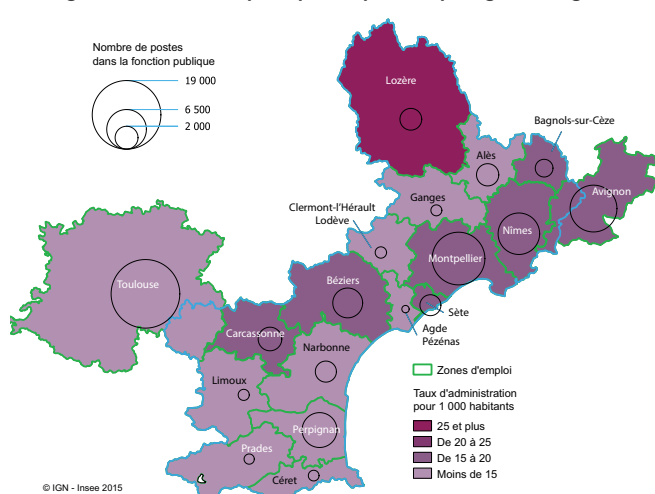 Nombre de postes
dans la fonction publique
19 000
6 500
2 000
Lozère
Bagnols-sur-Cèze
Alès
Avignon
Ganges
Clermont-l'Hérault
Lodève
Nîmes
Montpellier
Toulouse
Béziers
Sète
Carcassonne
Agde
Pézénas
Narbonne
Zones d'emploi
Limoux
Taux d'administration
pour 1 000 habitants
25 et plus
Perpignan
De 20 à 25
Prades
De 15 à 20
Céret
Moins de 15
© IGN - Insee 2015